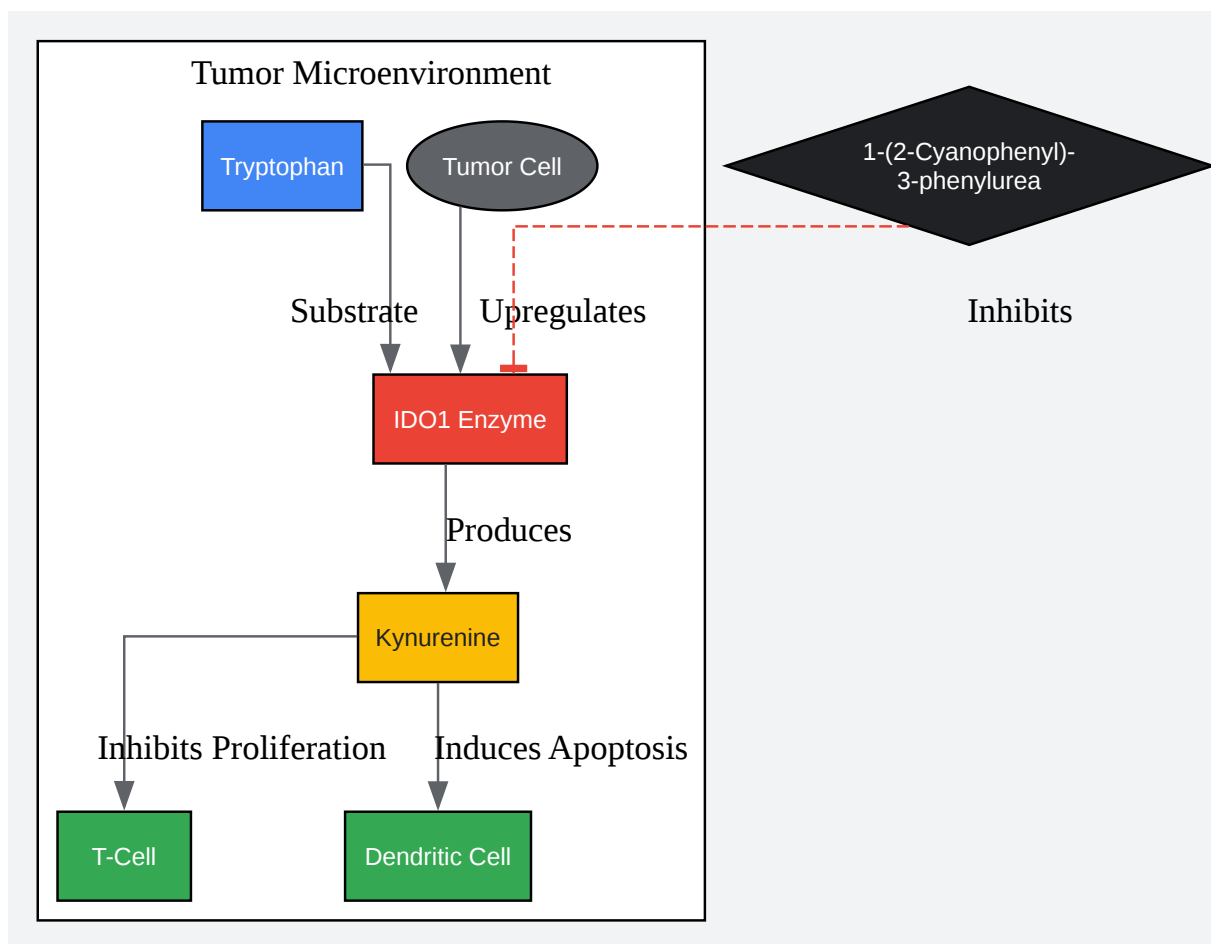 Tumor Microenvironment
Tryptophan
Tumor Cell
1-(2-Cyanophenyl)-
3-phenylurea
Substrate
Upregulates
Inhibits
IDO1 Enzyme
Produces
Kynurenine
Inhibits Proliferation
Induces Apoptosis
T-Cell
Dendritic Cell